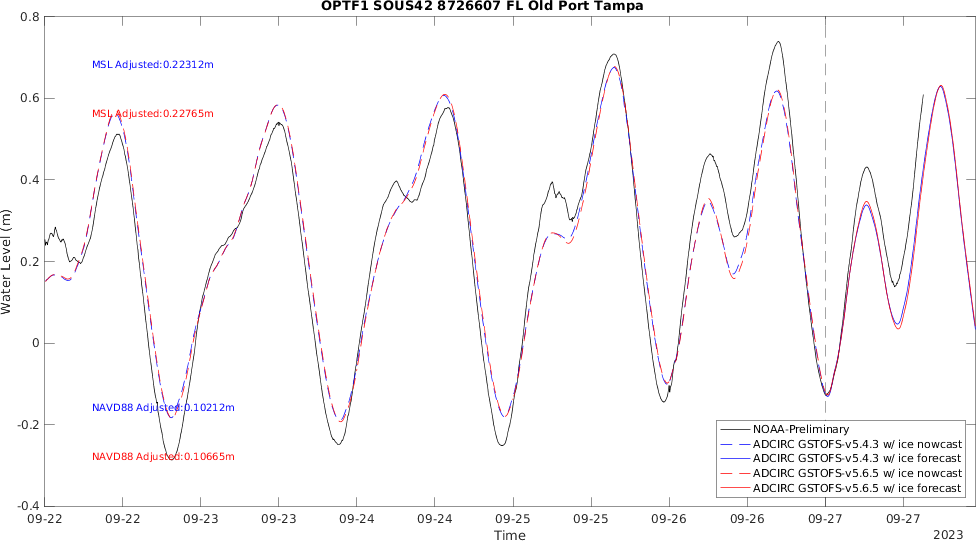 OPTF1 SOUS42 8726607 FL Old Port Tampa
0.8
0.6
0.4
0.2
0
-0.2
-0.4
Water Level (m)
MSL Adjusted:0.22312m
MSL Adjusted:0.22765m
NAVD88 Adjusted:0.10212m
NAVD88 Adjusted:0.10665m
NOAA-Preliminary
ADCIRC GSTOFS-v5.4.3 w/ ice nowcast
ADCIRC GSTOFS-v5.4.3 w/ ice forecast
ADCIRC GSTOFS-v5.6.5 w/ ice nowcast
ADCIRC GSTOFS-v5.6.5 w/ ice forecast
09-22 09-22 09-23 09-23 09-24 09-24 09-25 09-25 09-26 09-26 09-27 09-27
Time
2023